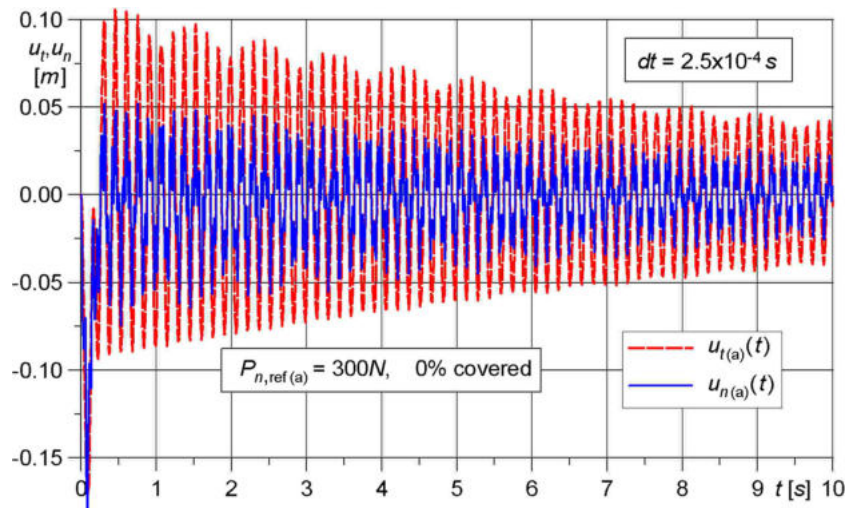 0.10
u_t,u_n
[m]
0.05
0.00
-0.05
-0.10
-0.15
dt = 2.5x10⁻⁴ s
P_n,ref(a) = 300N, 0% covered
u_t(a)(t)
u_n(a)(t)
0 1 2 3 4 5 6 7 8 9 t [s] 10